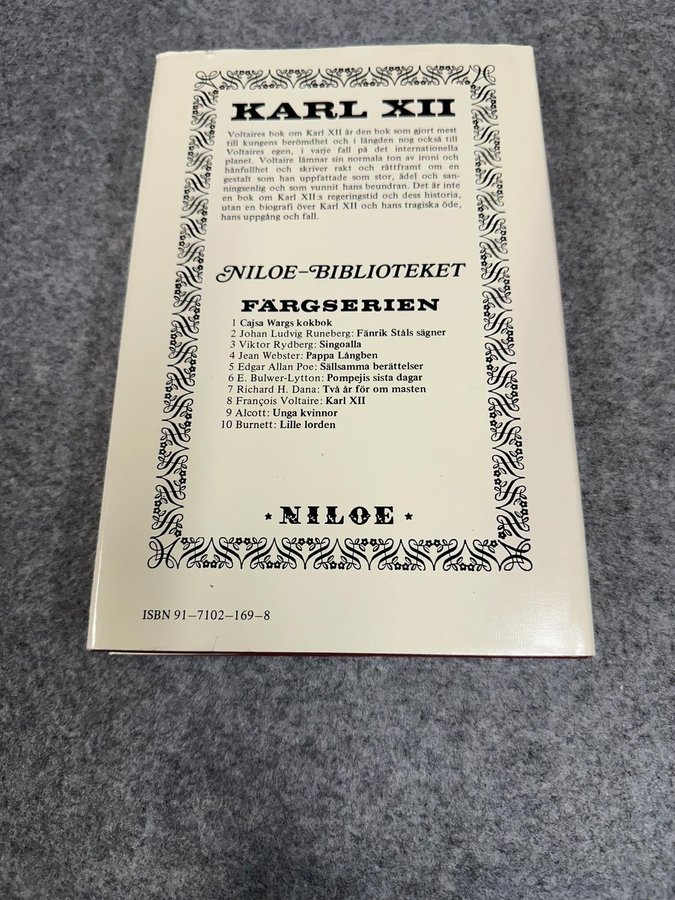 KARL XII
Voltaires bok om Karl XII är den bok som gjort mest
till kungens berömdhet och i längden nog också till
Voltaires egen, i varje fall på det internationella
planet. Voltaire lämnar sin normala ton av ironi och
hånfullhet och skriver rakt och rättframt om en
gestalt som han uppfattade som stor, ädel och san-
ningsenlig och som vunnit hans beundran. Det är inte
en bok om Karl XII:s regeringstid och dess historia,
utan en biografi över Karl XII och hans tragiska öde,
hans uppgång och fall.
NILOE-BIBLIOTEKET
FÄRGSERIEN
1 Cajsa Wargs kokbok
2 Johan Ludvig Runeberg: Fänrik Ståls sägner
3 Viktor Rydberg: Singoalla
4 Jean Webster: Pappa Långben
5 Edgar Allan Poe: Sällsamma berättelser
6 E. Bulwer-Lytton: Pompejis sista dagar
7 Richard H. Dana: Två år för om masten
8 François Voltaire: Karl XII
9 Alcott: Unga kvinnor
10 Burnett: Lille lorden
★ NILOE ★
ISBN 91–7102–169–8